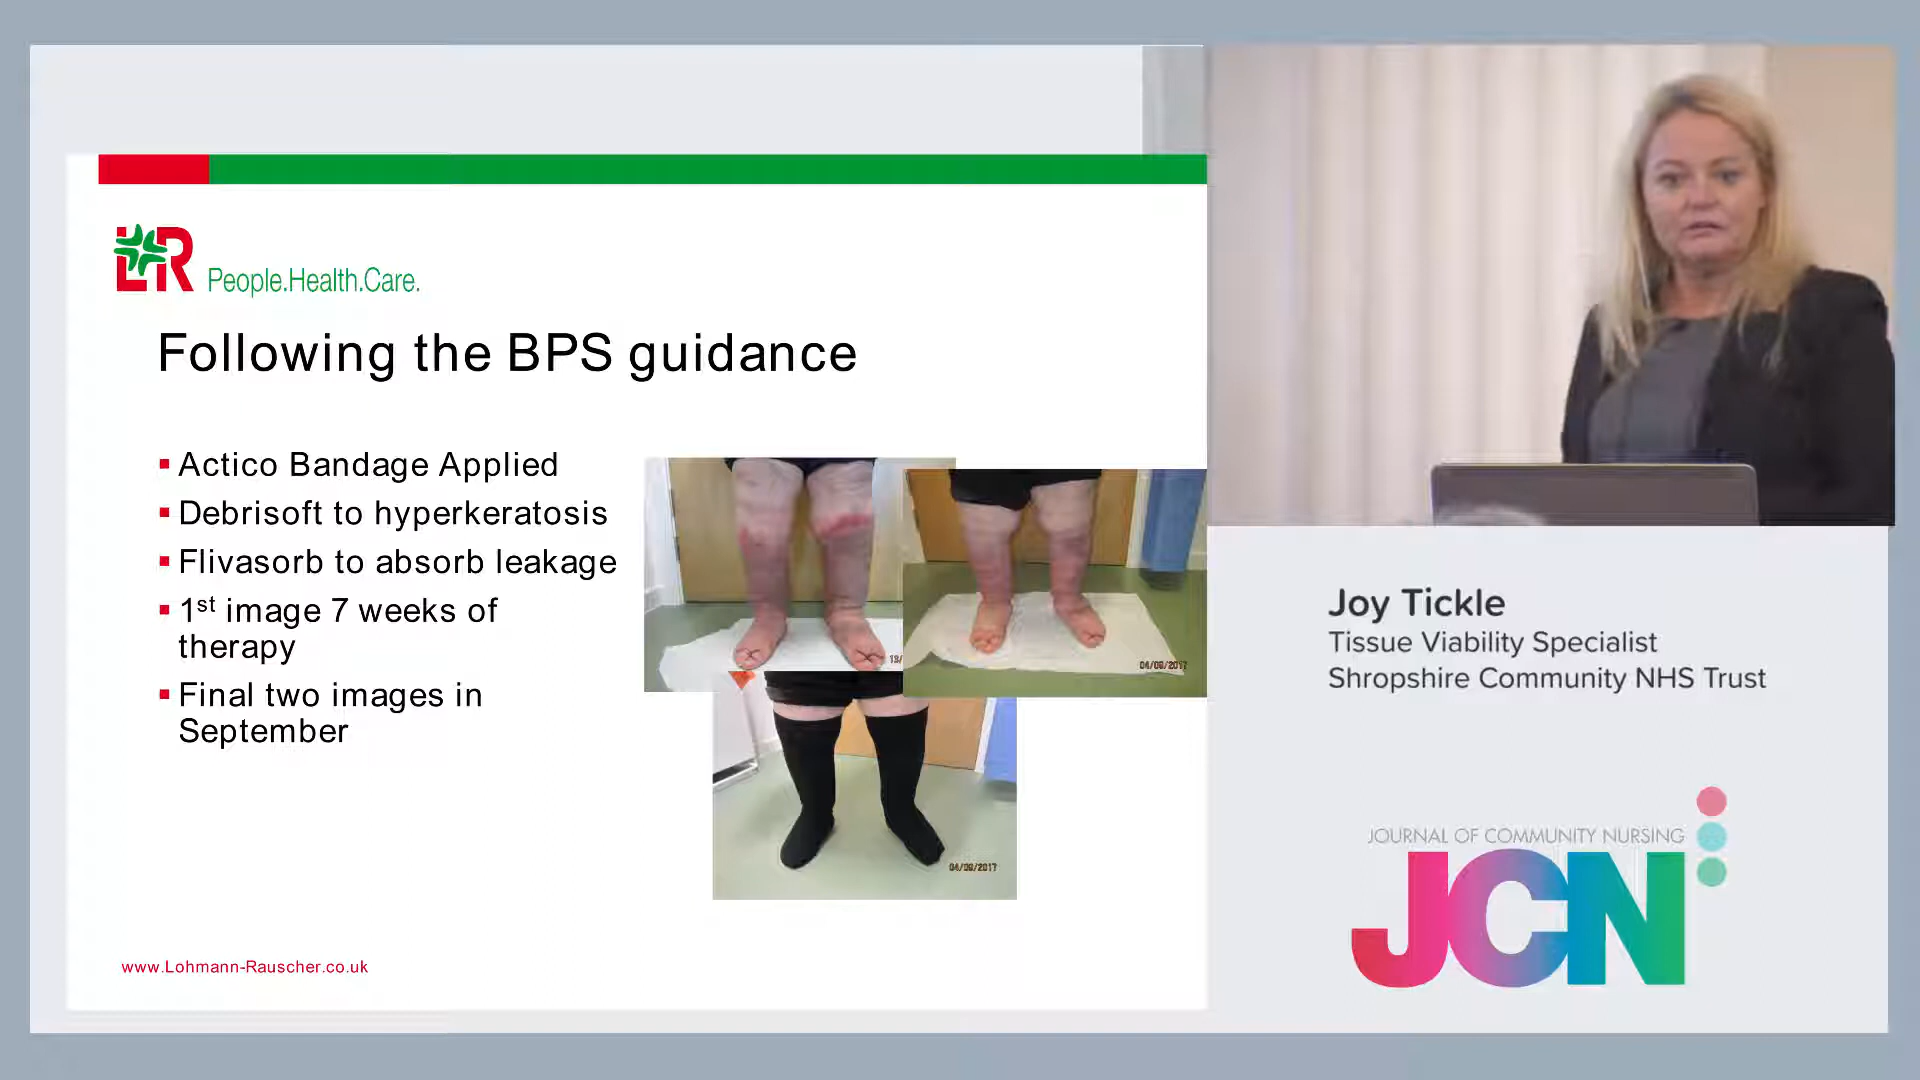 LR
People.Health.Care.
Following the BPS guidance
Actico Bandage Applied
Debrisoft to hyperkeratosis
Flivasorb to absorb leakage
1st image 7 weeks of
therapy
Final two images in
September
13/
04/09/2017
04/09/2017
www.Lohmann-Rauscher.co.uk
Joy Tickle
Tissue Viability Specialist
Shropshire Community NHS Trust
JOURNAL OF COMMUNITY NURSING
JCN